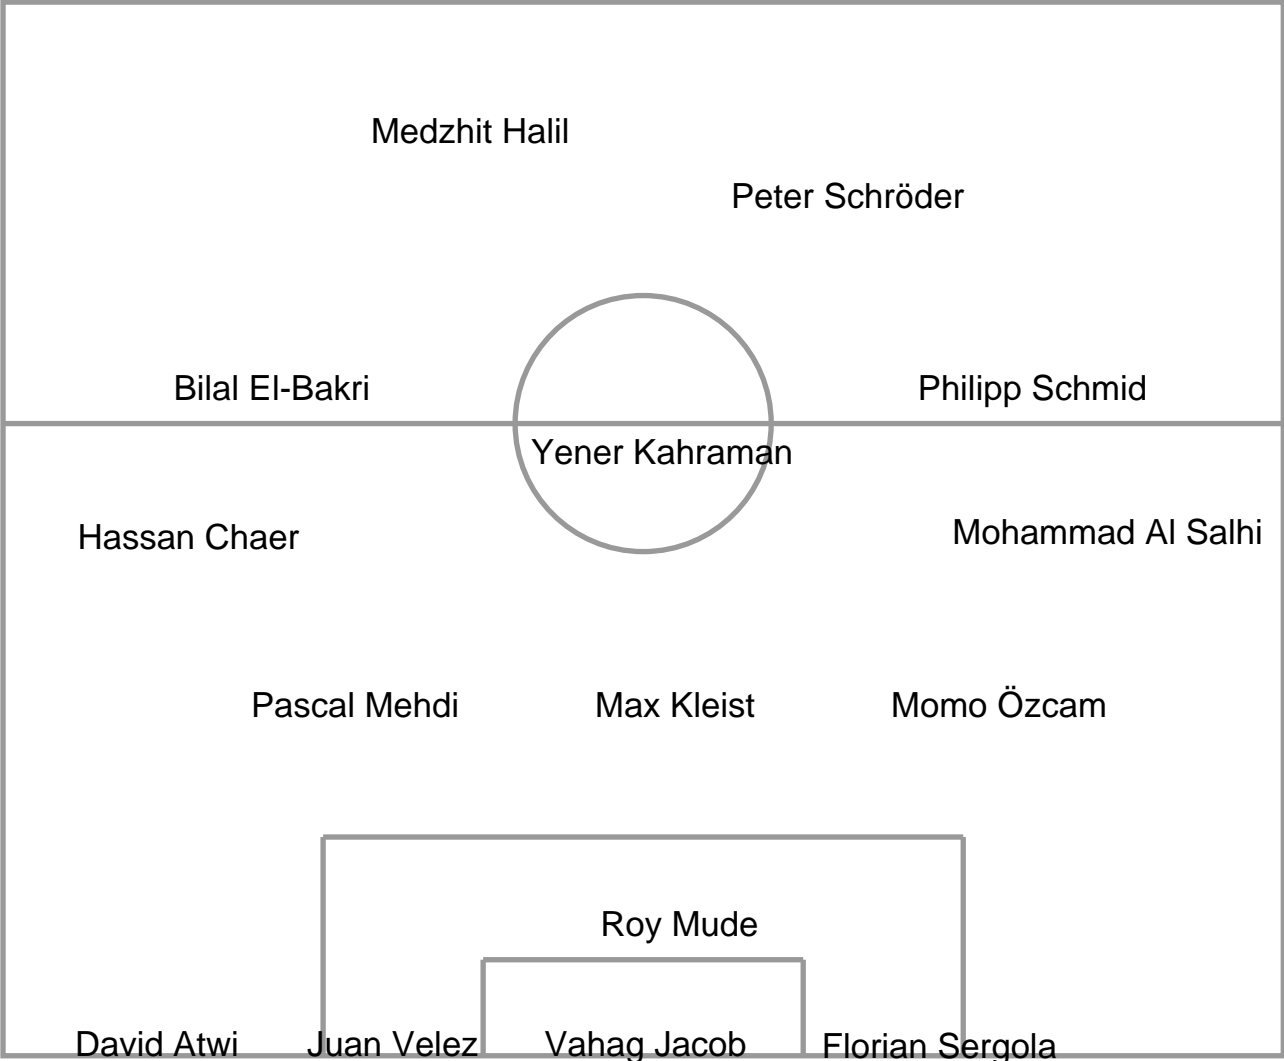 Medzhit Halil
Peter Schröder
Bilal El-Bakri
Philipp Schmid
Yener Kahraman
Hassan Chaer
Mohammad Al Salhi
Pascal Mehdi
Max Kleist
Momo Özcam
Roy Mude
David Atwi
Juan Velez
Vahag Jacob
Florian Sergola